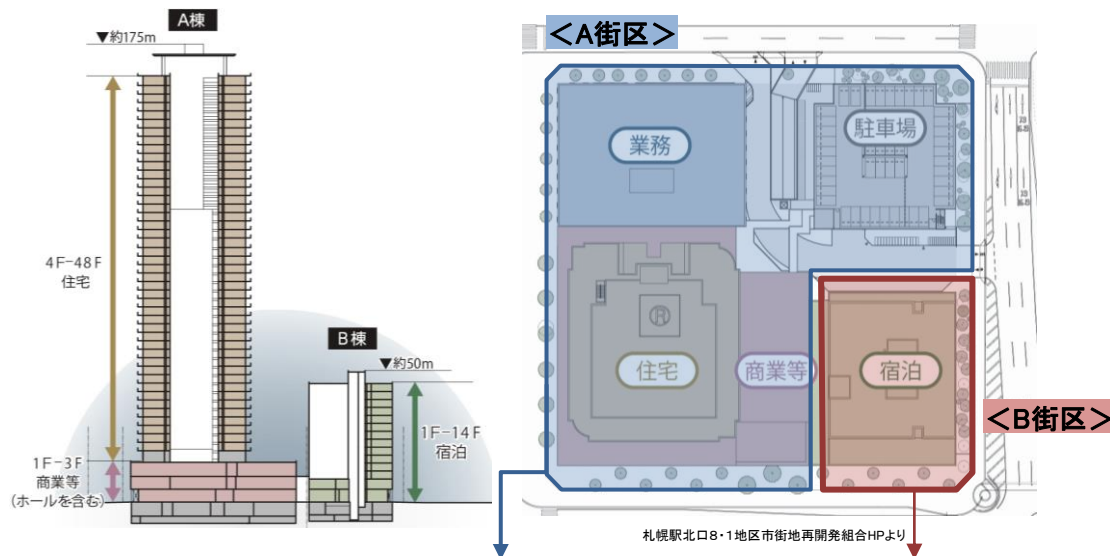 A棟
▼約175m
4F-48F
住宅
B棟
▼約50m
1F-14F
宿泊
1F-3F
商業等
(ホールを含む)
<A街区>
業務
駐車場
住宅
商業等
宿泊
R
<B街区>
札幌駅北口8・1地区市街地再開発組合HPより